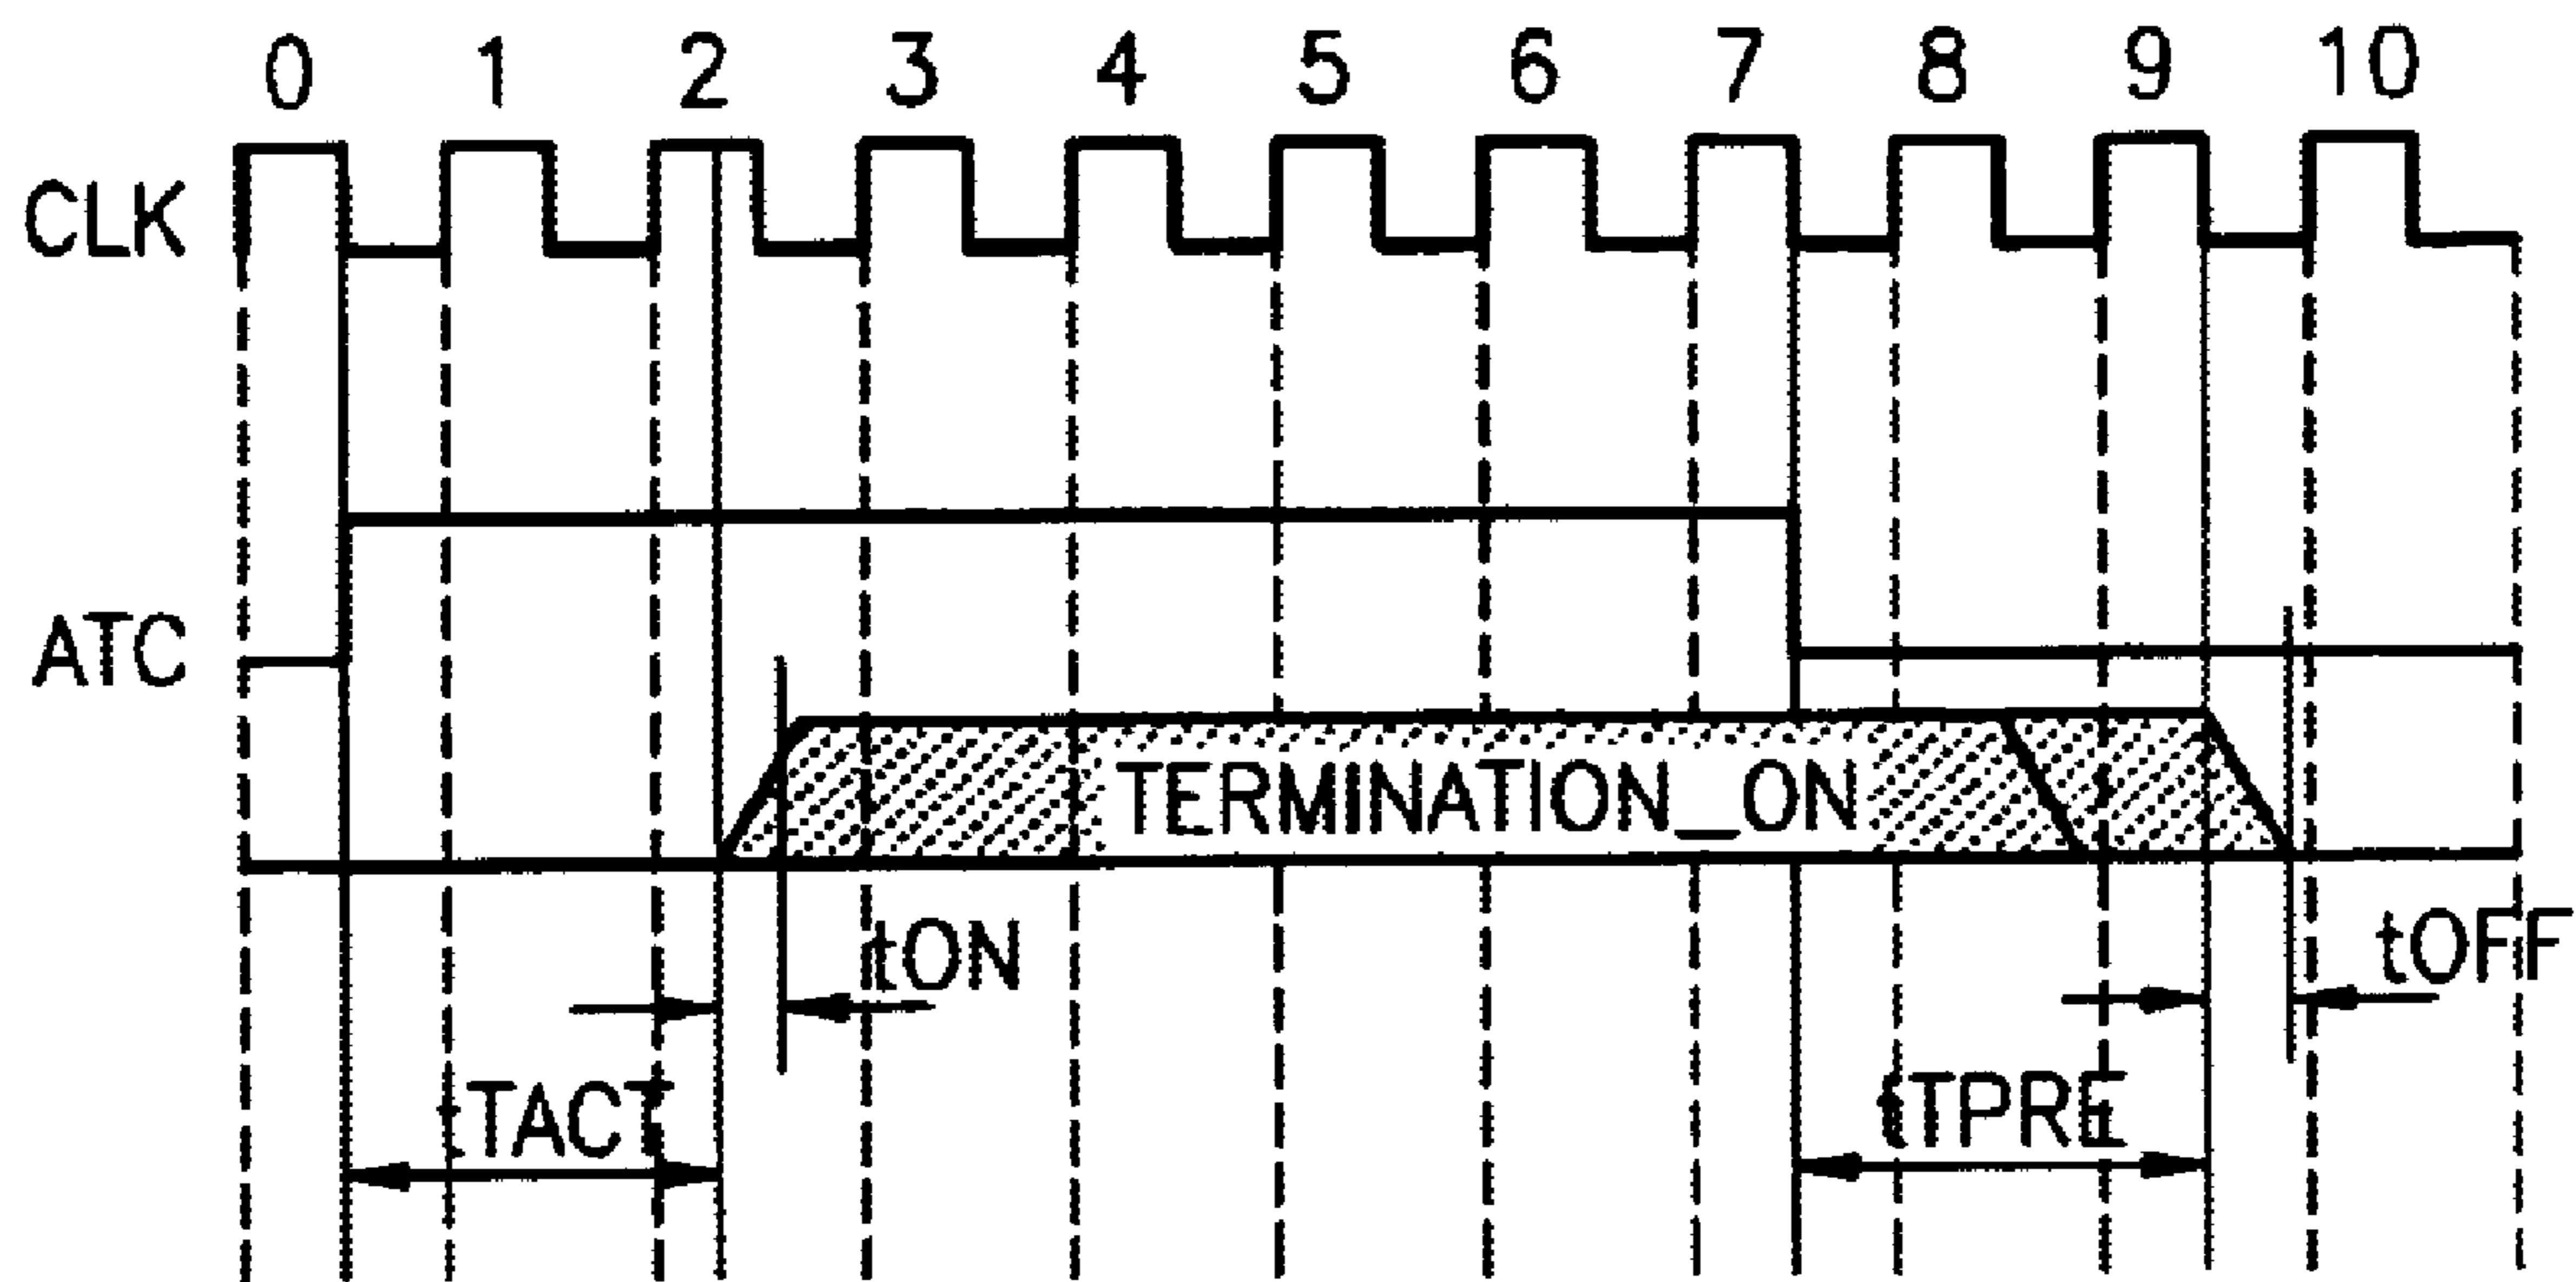 0 1 2 3 4 5 6 7 8 9 10
CLK
ATC
TERMINATION_ON
tON
tOFF
tTACT
tTPRE